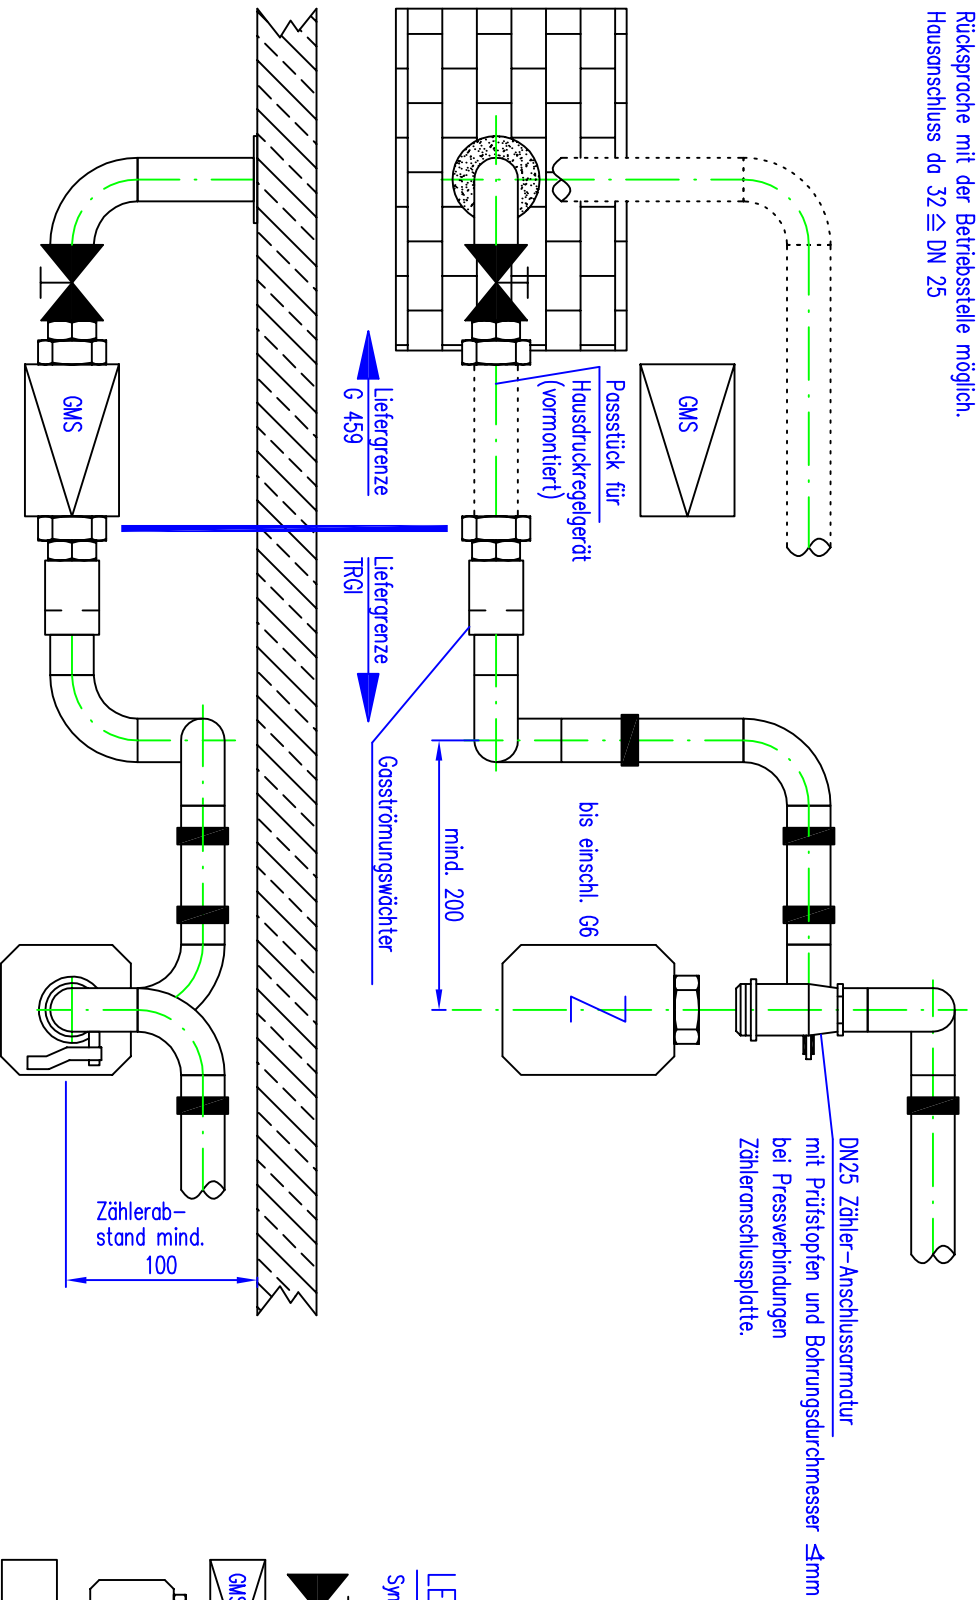 Rücksprache mit der Betriebsstelle möglich.
Hausanschluss da 32 ≙ DN 25
GMS
Passstück für
Hausdruckregelgerät
(vormontiert)
Liefergrenze
G 459
Liefergrenze
TRGI
GMS
Gasströmungswächter
mind. 200
bis einschl. G6
Z
DN25 Zähler-Anschlussarmatur
mit Prüfstopfen und Bohrungsdurchmesser ≤1mm
bei Pressverbindungen
Zähleranschlussplatte.
Zählerab-
stand mind.
100
GMS